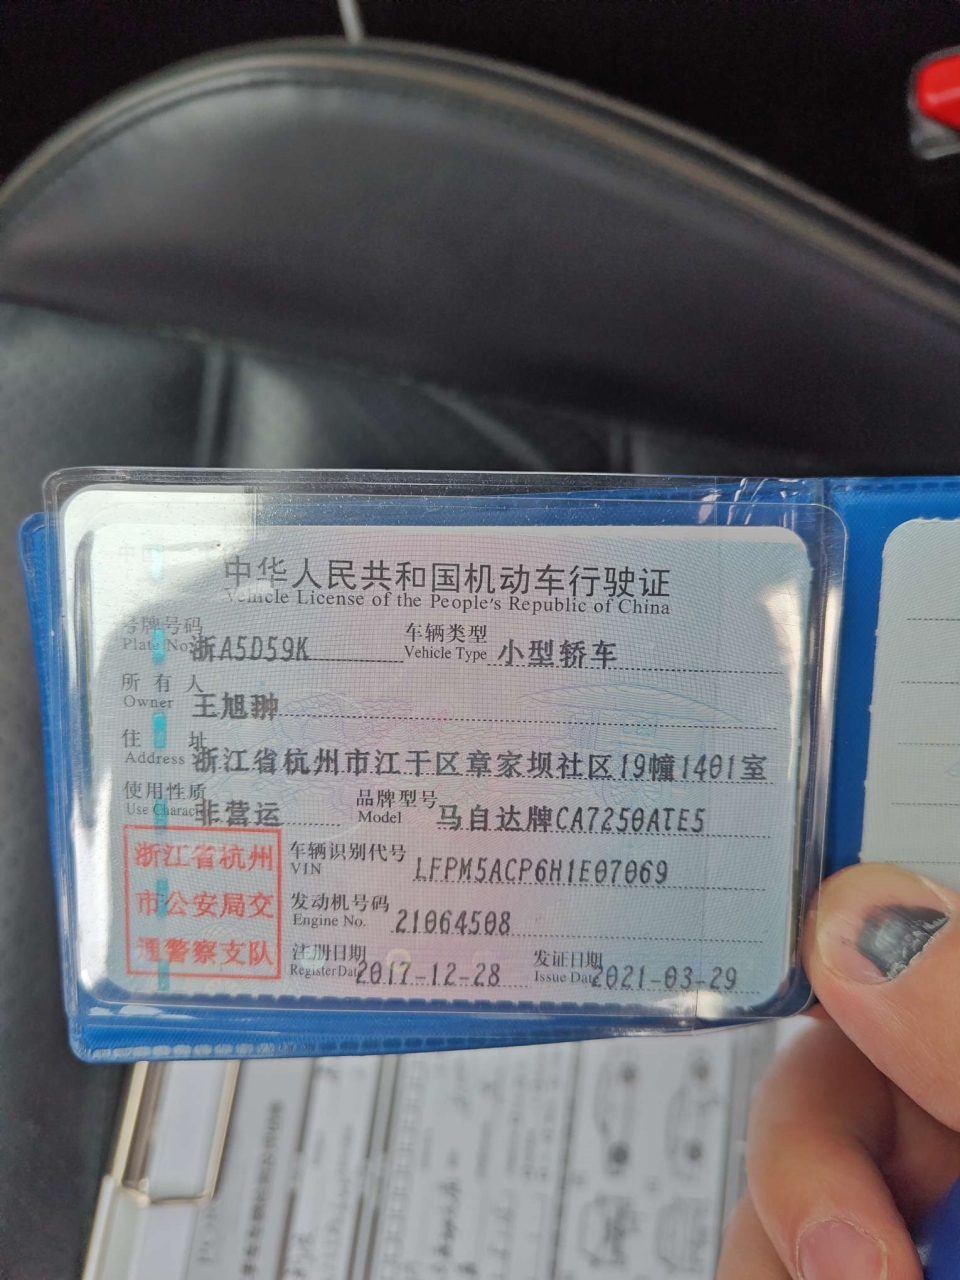 中华人民共和国机动车行驶证
Vehicle License of the People's Republic of China
号牌号码 浙A5D59K 车辆类型 小型轿车
Plate No. Vehicle Type
所有人 王旭翀
Owner
住址 浙江省杭州市江干区章家坝社区19幢1401室
Address
使用性质 非营运 品牌型号 马自达牌CA7250ATE5
Use Charac Model
浙江省杭州
市公安局交
通警察支队
车辆识别代号 LFPM5ACP6H1E07069
VIN
发动机号码 21064508
Engine No.
注册日期 2017-12-28 发证日期 2021-03-29
Register Dat Issue Dat